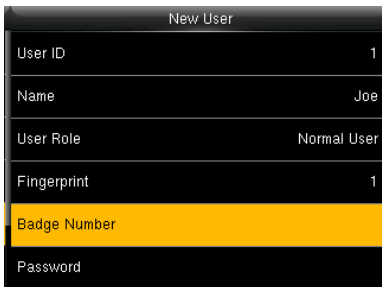 New User
User ID 1
Name Joe
User Role Normal User
Fingerprint 1
Badge Number
Password